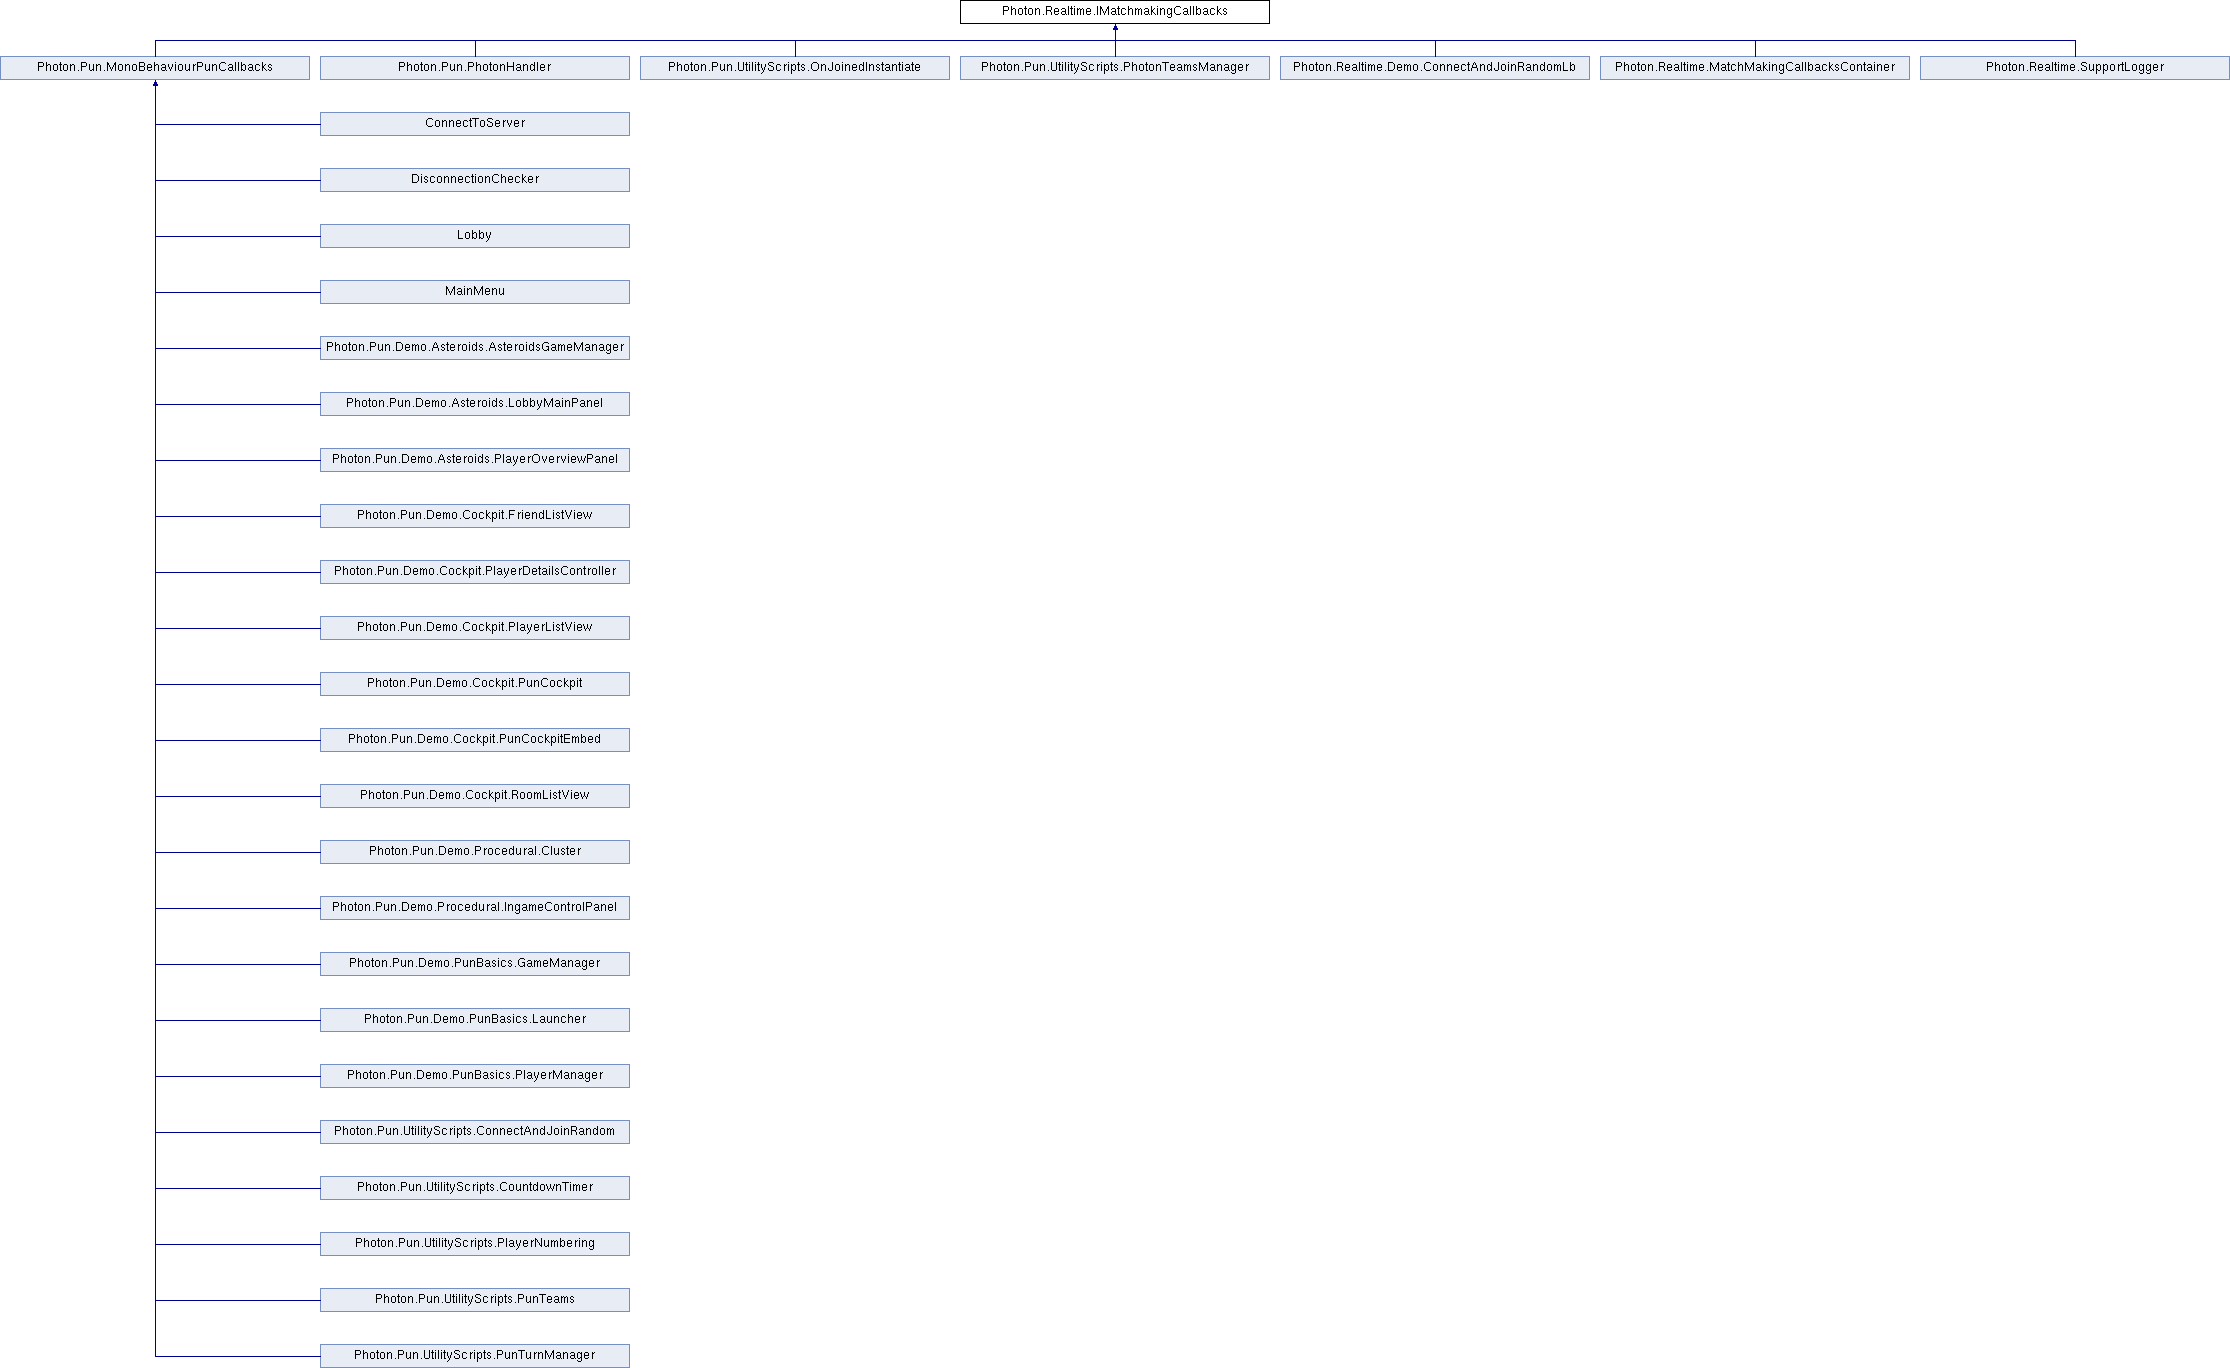 Photon.Realtime.IMatchmakingCallbacks
Photon.Pun.MonoBehaviourPunCallbacks
Photon.Pun.PhotonHandler
Photon.Pun.UtilityScripts.OnJoinedInstantiate
Photon.Pun.UtilityScripts.PhotonTeamsManager
Photon.Realtime.Demo.ConnectAndJoinRandomLb
Photon.Realtime.MatchMakingCallbacksContainer
Photon.Realtime.SupportLogger
ConnectToServer
DisconnectionChecker
Lobby
MainMenu
Photon.Pun.Demo.Asteroids.AsteroidsGameManager
Photon.Pun.Demo.Asteroids.LobbyMainPanel
Photon.Pun.Demo.Asteroids.PlayerOverviewPanel
Photon.Pun.Demo.Cockpit.FriendListView
Photon.Pun.Demo.Cockpit.PlayerDetailsController
Photon.Pun.Demo.Cockpit.PlayerListView
Photon.Pun.Demo.Cockpit.PunCockpit
Photon.Pun.Demo.Cockpit.PunCockpitEmbed
Photon.Pun.Demo.Cockpit.RoomListView
Photon.Pun.Demo.Procedural.Cluster
Photon.Pun.Demo.Procedural.IngameControlPanel
Photon.Pun.Demo.PunBasics.GameManager
Photon.Pun.Demo.PunBasics.Launcher
Photon.Pun.Demo.PunBasics.PlayerManager
Photon.Pun.UtilityScripts.ConnectAndJoinRandom
Photon.Pun.UtilityScripts.CountdownTimer
Photon.Pun.UtilityScripts.PlayerNumbering
Photon.Pun.UtilityScripts.PunTeams
Photon.Pun.UtilityScripts.PunTurnManager